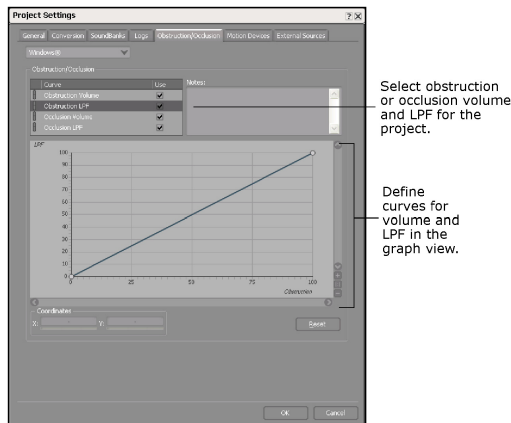 Project Settings
General Conversion SoundBanks Logs Obstruction/Occlusion Motion Devices External Sources
Windows®
Obstruction/Occlusion
Curve Use Notes:
Obstruction Volume
Obstruction LPF
Occlusion Volume
Occlusion LPF
Select obstruction
or occlusion volume
and LPF for the
project.
LPF
100
90
80
70
60
50
40
30
20
10
0
0 25 50 75 100
Obstruction
Define
curves for
volume and
LPF in the
graph view.
Coordinates
X: Y:
Reset
OK Cancel